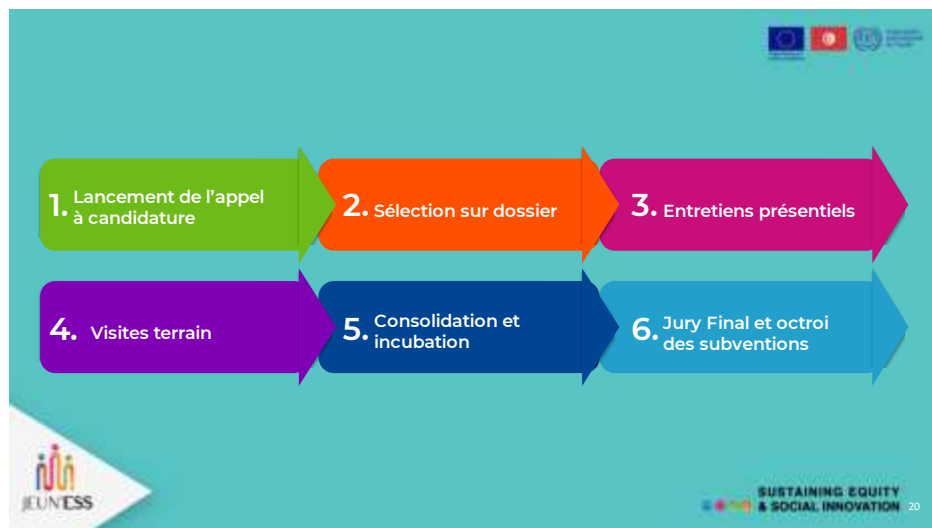 1. Lancement de l’appel
à candidature
2. Sélection sur dossier
3. Entretiens présentiels
4. Visites terrain
5. Consolidation et
incubation
6. Jury Final et octroi
des subventions
JEUN'ESS
SUSTAINING EQUITY
& SOCIAL INNOVATION
20